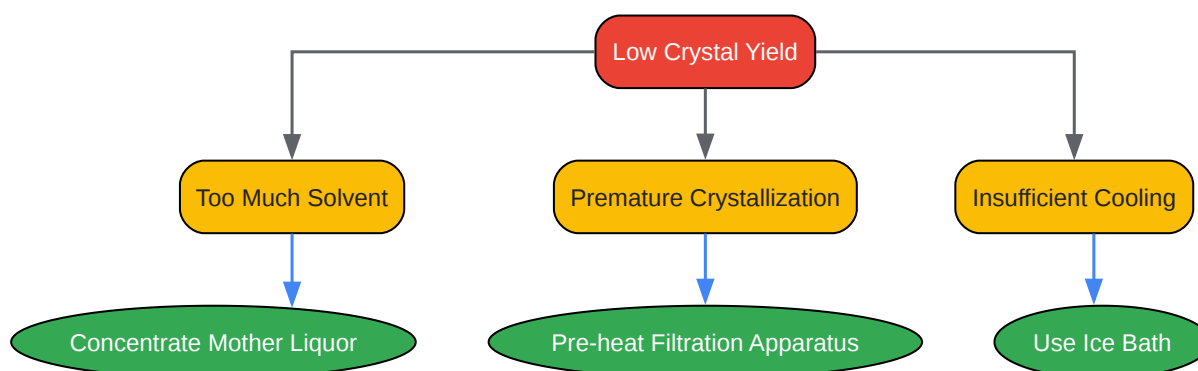 Low Crystal Yield
Too Much Solvent
Premature Crystallization
Insufficient Cooling
Concentrate Mother Liquor
Pre-heat Filtration Apparatus
Use Ice Bath